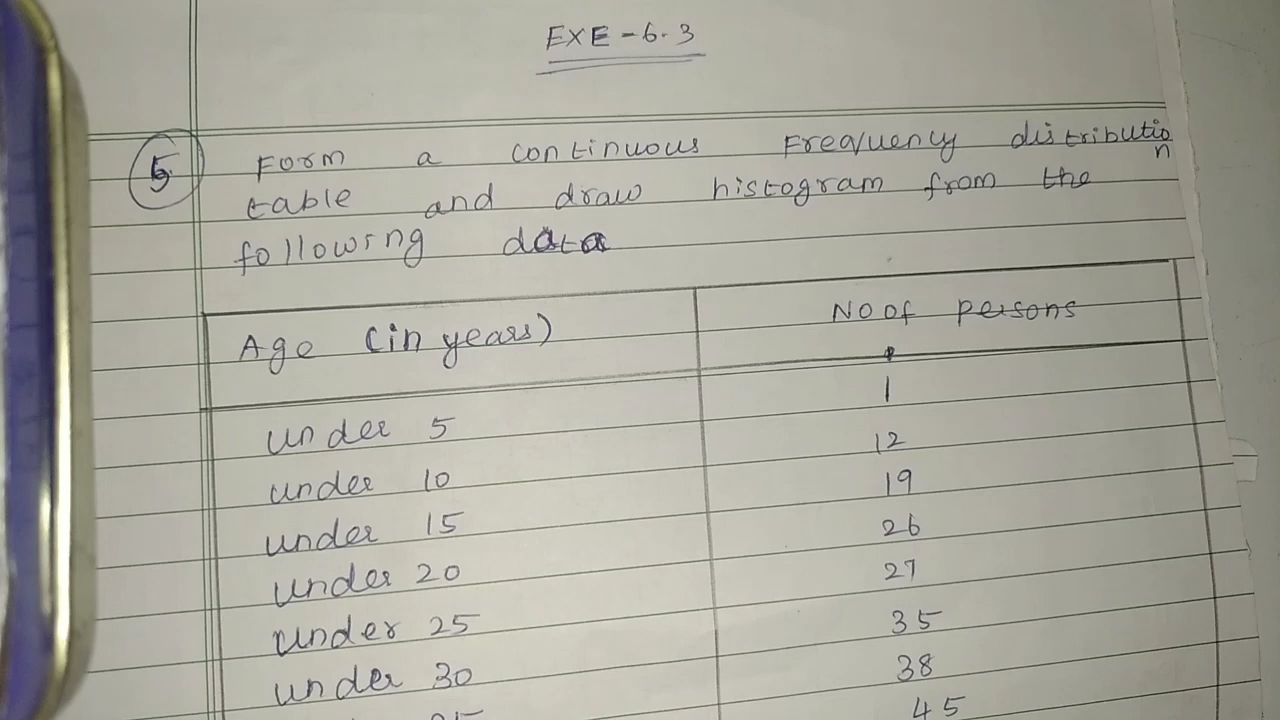 EXE - 6.3
5 Form a continuous Frequency distributio
n
table and draw histogram from the
following data
Age (in years) No of persons
under 5 1
under 10 12
under 15 19
under 20 26
under 25 27
under 30 35
38
45